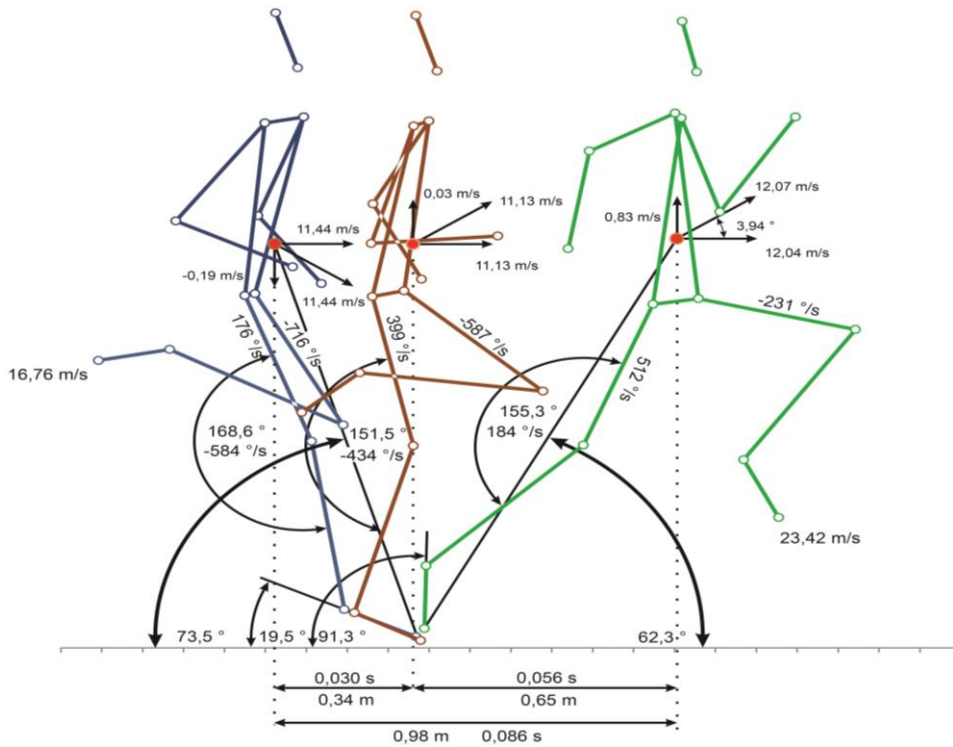 0,03 m/s
11,13 m/s
12,07 m/s
11,44 m/s
0,83 m/s
3,94 °
-0,19 m/s
11,13 m/s
12,04 m/s
11,44 m/s
176 °/s
-716 °/s
399 °/s
-587 °/s
-231 °/s
16,76 m/s
512 °/s
168,6 °
-584 °/s
151,5 °
-434 °/s
155,3 °
184 °/s
23,42 m/s
73,5 °
19,5 °
91,3 °
62,3 °
0,030 s
0,056 s
0,34 m
0,65 m
0,98 m
0,086 s